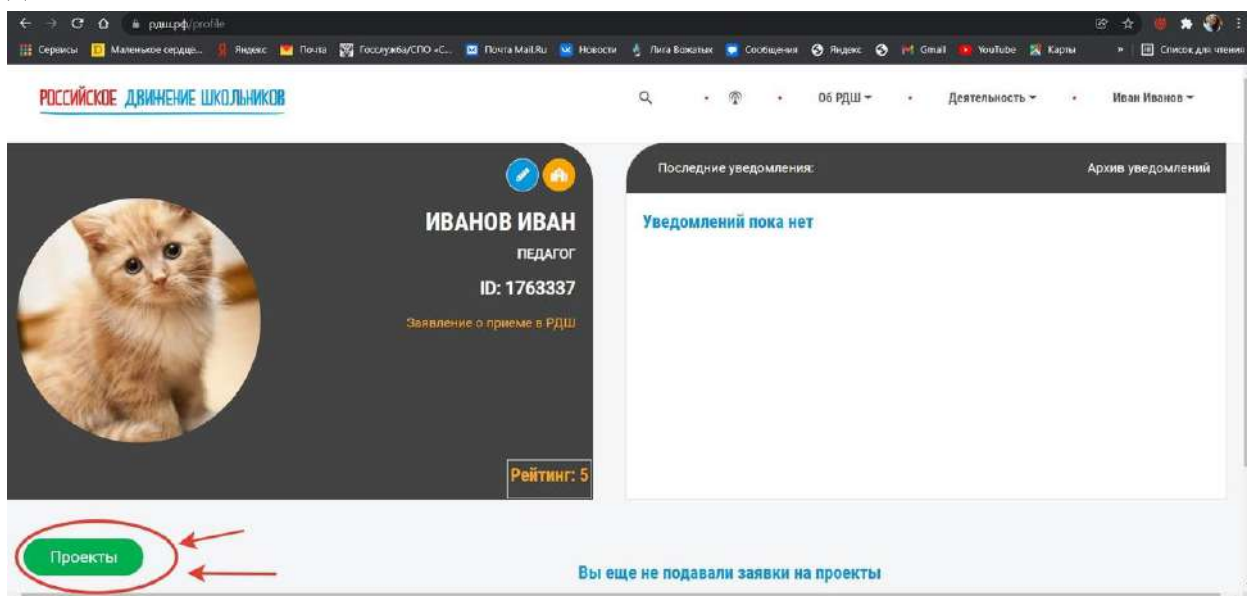 рдш.рф/profile
Сервисы Маленькое сердце... Яндекс Почта Госслужба/СПО «С... Почта Mail.Ru Новости Лига Вожатых Сообщения Яндекс Gmail YouTube Карты » Список для чтения
РОССИЙСКОЕ ДВИЖЕНИЕ ШКОЛЬНИКОВ
Об РДШ
Деятельность
Иван Иванов
ИВАНОВ ИВАН
ПЕДАГОГ
ID: 1763337
Заявление о приеме в РДШ
Рейтинг: 5
Последние уведомления:
Архив уведомлений
Уведомлений пока нет
Проекты
Вы еще не подавали заявки на проекты